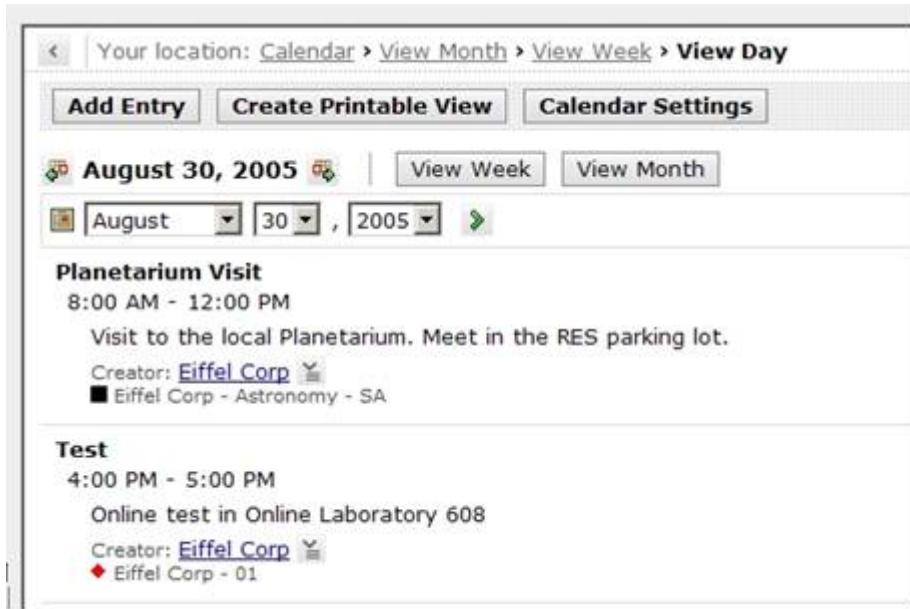 Your location: Calendar › View Month › View Week › View Day
Add Entry Create Printable View Calendar Settings
August 30, 2005 View Week View Month
August 30 , 2005
Planetarium Visit
8:00 AM - 12:00 PM
Visit to the local Planetarium. Meet in the RES parking lot.
Creator: Eiffel Corp
Eiffel Corp - Astronomy - SA
Test
4:00 PM - 5:00 PM
Online test in Online Laboratory 608
Creator: Eiffel Corp
Eiffel Corp - 01